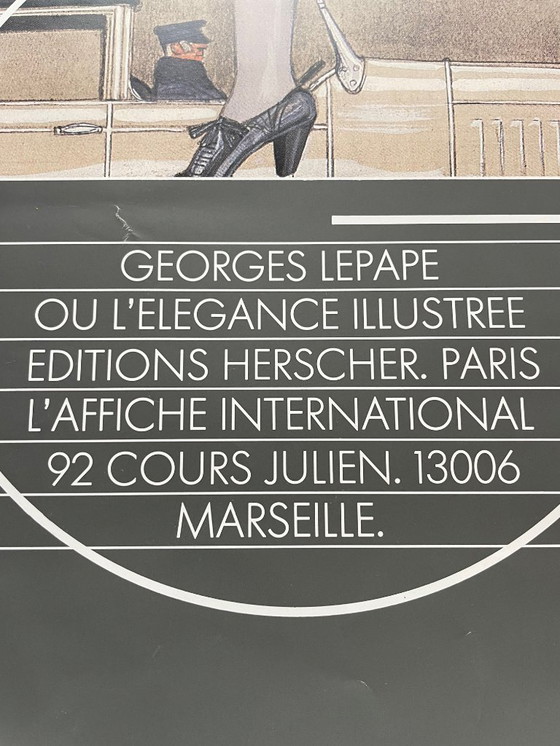 GEORGES LEPAPE
OU L'ELEGANCE ILLUSTREE
EDITIONS HERSCHER. PARIS
L'AFFICHE INTERNATIONAL
92 COURS JULIEN. 13006
MARSEILLE.